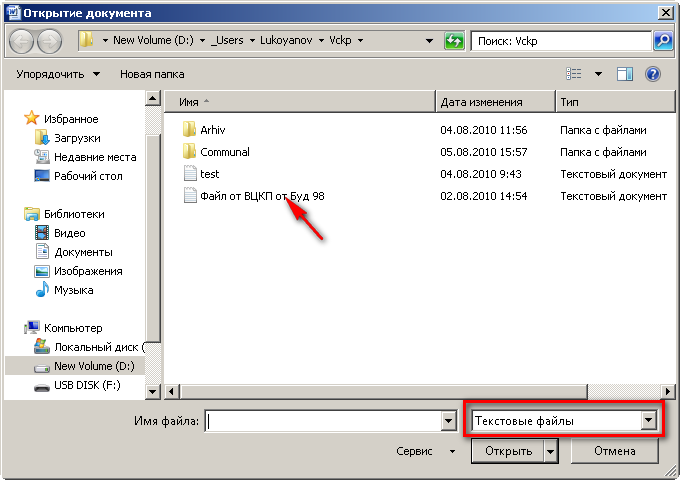 Открытие документа
New Volume (D:) ▸ _Users ▸ Lukoyanov ▸ Vckp ▸
Поиск: Vckp
Упорядочить
Новая папка
Имя
Дата изменения
Тип
Arhiv 04.08.2010 11:56 Папка с файлами
Communal 05.08.2010 15:57 Папка с файлами
test 04.08.2010 9:43 Текстовый документ
Файл от ВЦКП от Буд 98 02.08.2010 14:54 Текстовый документ
Избранное
Загрузки
Недавние места
Рабочий стол
Библиотеки
Видео
Документы
Изображения
Музыка
Компьютер
Локальный диск (
New Volume (D:)
USB DISK (F:)
Имя файла:
Текстовые файлы
Сервис
Открыть
Отмена